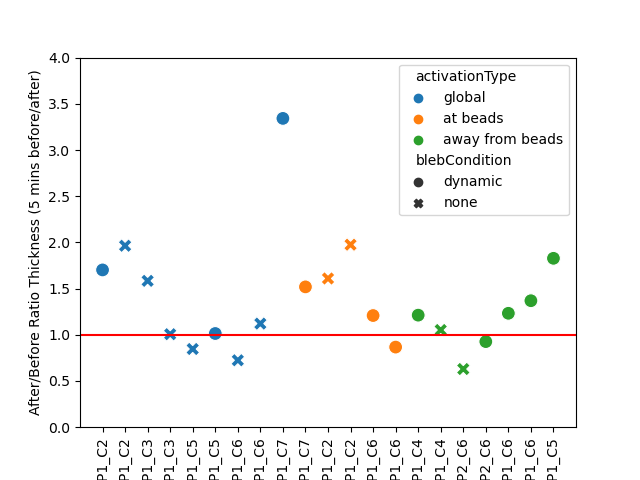 After/Before Ratio Thickness (5 mins before/after)
4.0
3.5
3.0
2.5
2.0
1.5
1.0
0.5
0.0
activationType
global
at beads
away from beads
blebCondition
dynamic
none
P1_C2
P1_C2
P1_C3
P1_C3
P1_C5
P1_C5
P1_C6
P1_C6
P1_C7
P1_C7
P1_C2
P1_C2
P1_C6
P1_C6
P1_C4
P1_C4
P2_C6
P2_C6
P1_C6
P1_C6
P1_C5